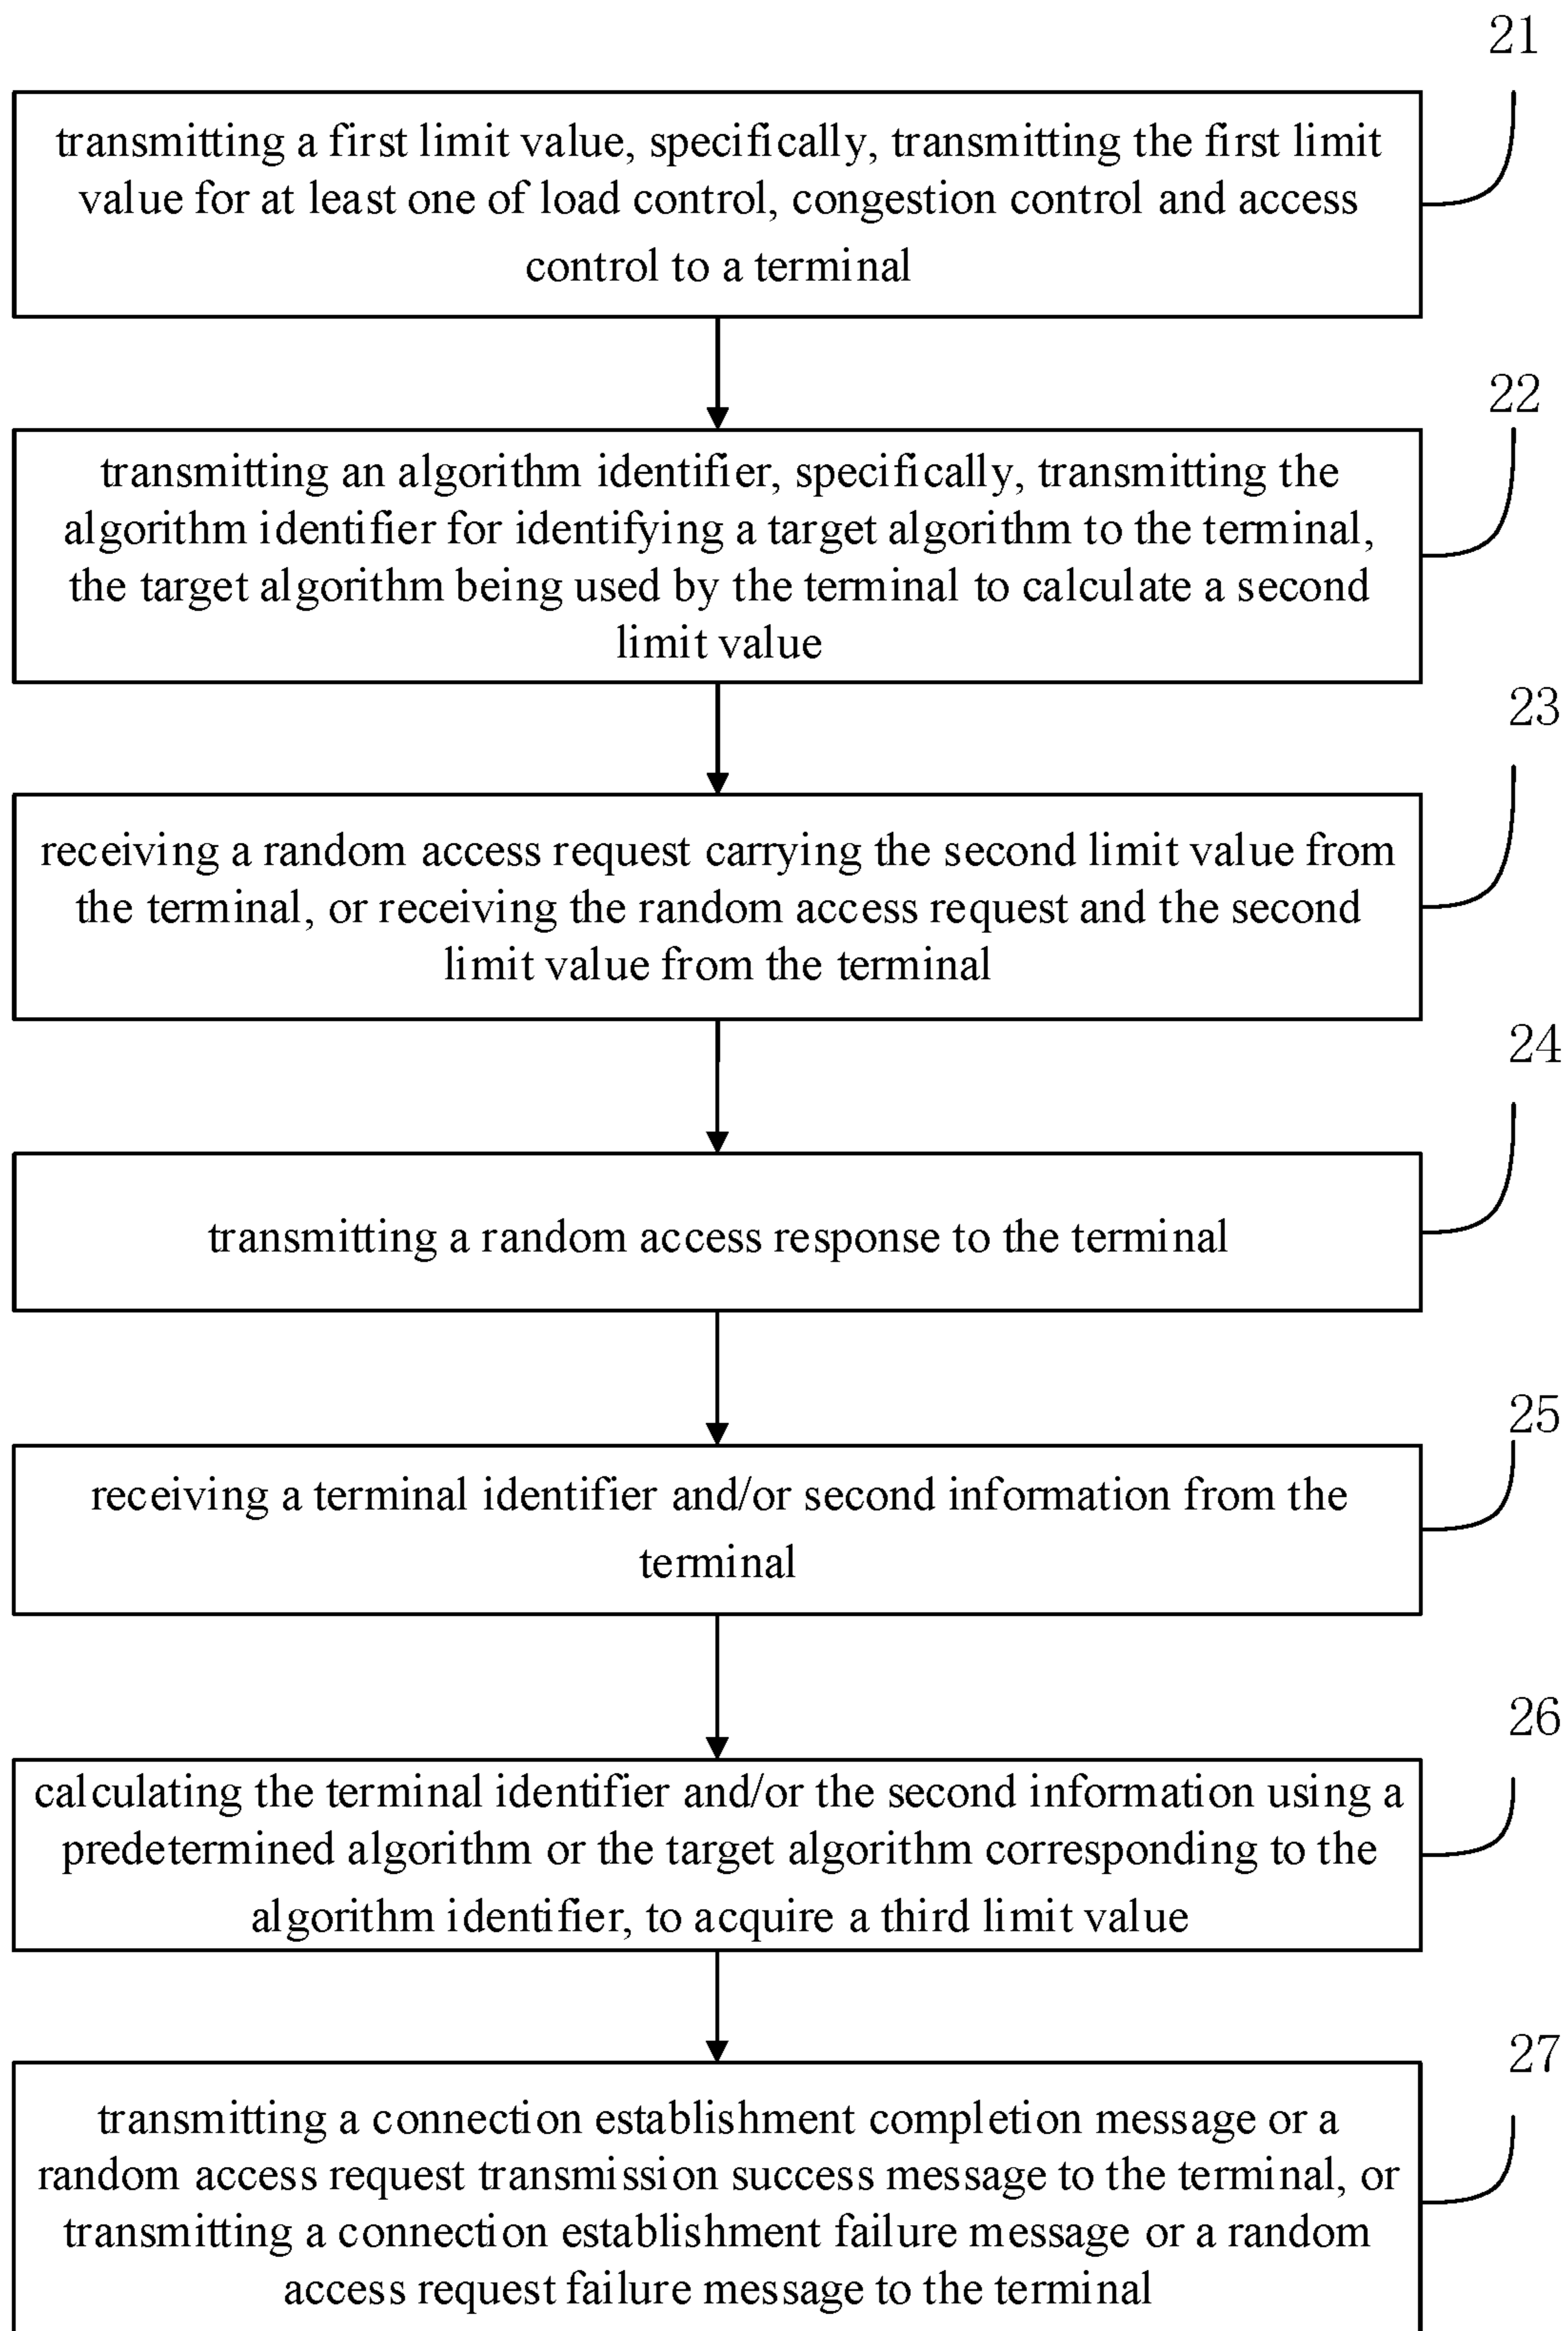 21
transmitting a first limit value, specifically, transmitting the first limit
value for at least one of load control, congestion control and access
control to a terminal
22
transmitting an algorithm identifier, specifically, transmitting the
algorithm identifier for identifying a target algorithm to the terminal,
the target algorithm being used by the terminal to calculate a second
limit value
23
receiving a random access request carrying the second limit value from
the terminal, or receiving the random access request and the second
limit value from the terminal
24
transmitting a random access response to the terminal
25
receiving a terminal identifier and/or second information from the
terminal
26
calculating the terminal identifier and/or the second information using a
predetermined algorithm or the target algorithm corresponding to the
algorithm identifier, to acquire a third limit value
27
transmitting a connection establishment completion message or a
random access request transmission success message to the terminal, or
transmitting a connection establishment failure message or a random
access request failure message to the terminal